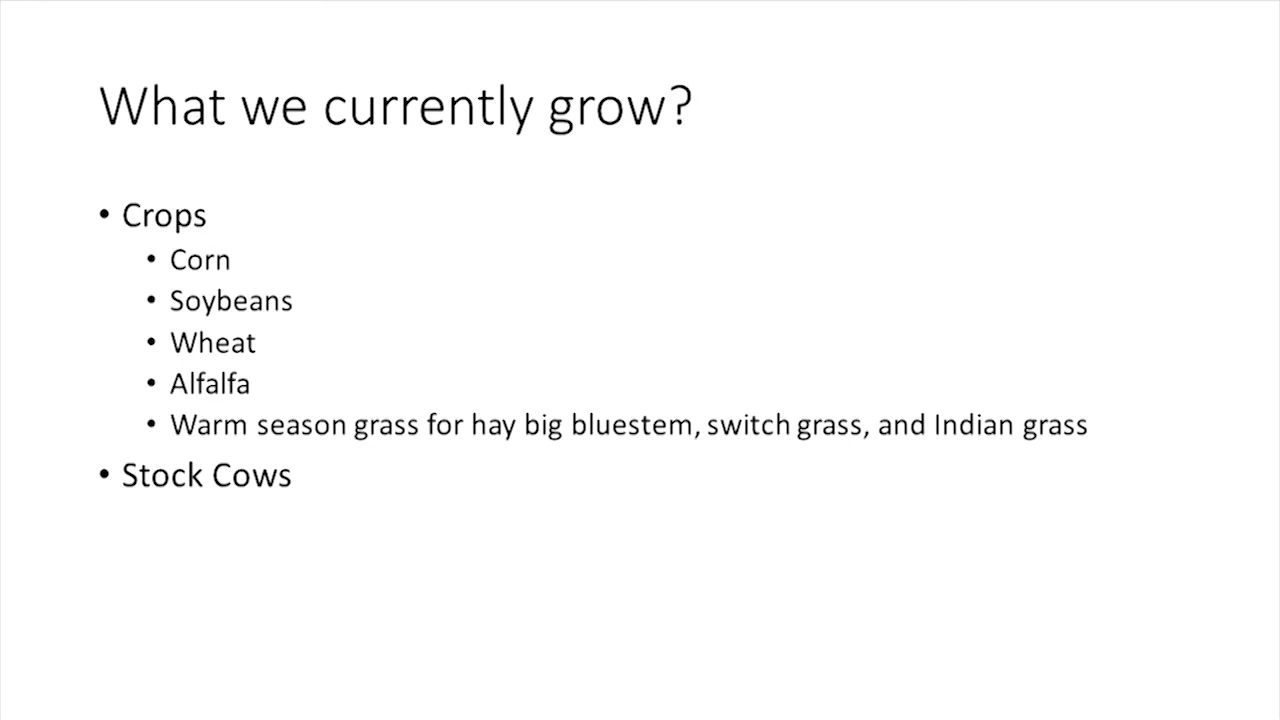 What we currently grow?
• Crops
• Corn
• Soybeans
• Wheat
• Alfalfa
• Warm season grass for hay big bluestem, switch grass, and Indian grass
• Stock Cows